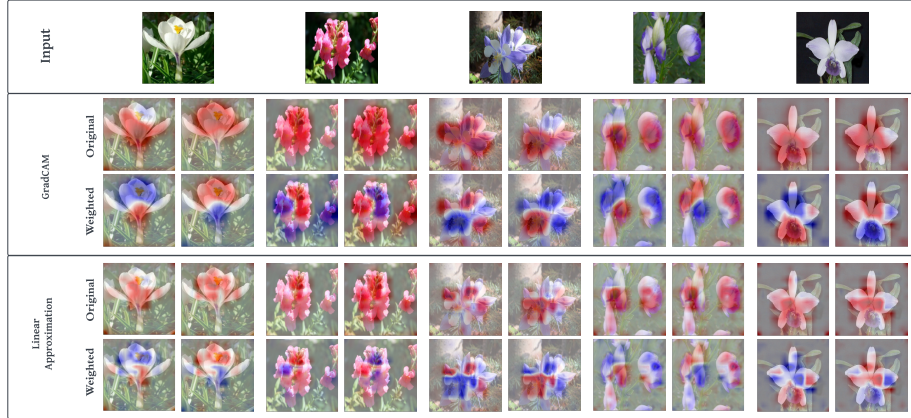 Input
GradCAM
Original
Weighted
Linear
Approximation
Original
Weighted